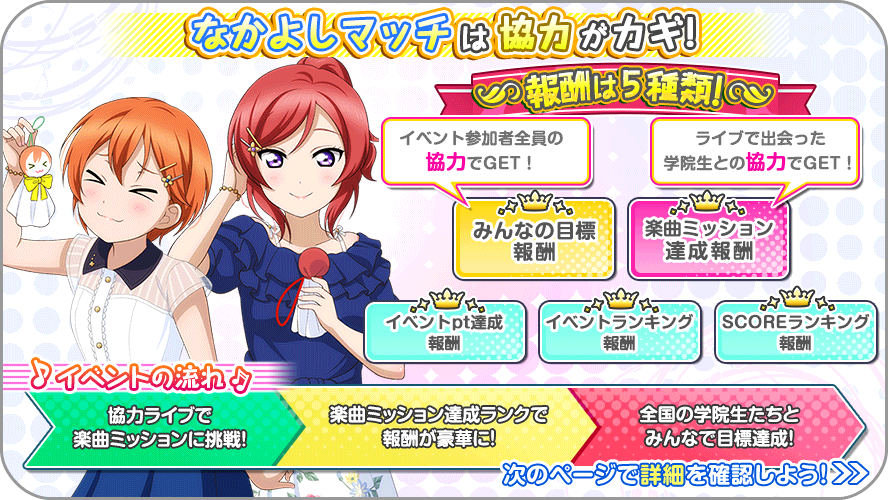 なかよしマッチは協力がカギ!
報酬は5種類!
イベント参加者全員の
協力でGET!
ライブで出会った
学院生との協力でGET!
みんなの目標
報酬
楽曲ミッション
達成報酬
イベントpt達成
報酬
イベントランキング
報酬
SCOREランキング
報酬
♪イベントの流れ♪
協力ライブで
楽曲ミッションに挑戦!
楽曲ミッション達成ランクで
報酬が豪華に!
全国の学院生たちと
みんなで目標達成!
次のページで詳細を確認しよう!>>